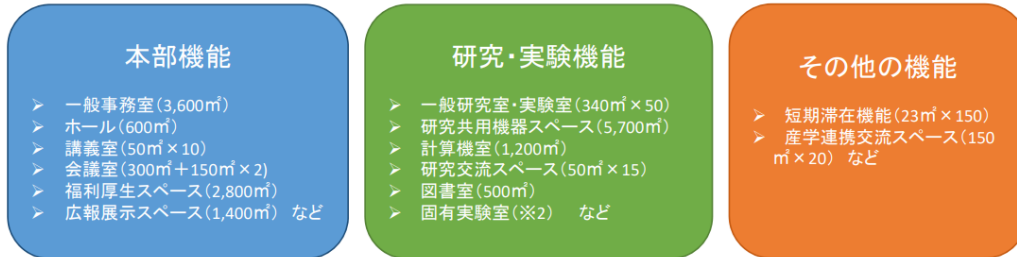 本部機能
➢ 一般事務室(3,600㎡)
➢ ホール(600㎡)
➢ 講義室(50㎡×10)
➢ 会議室(300㎡＋150㎡×2)
➢ 福利厚生スペース(2,800㎡)
➢ 広報展示スペース(1,400㎡) など
研究・実験機能
➢ 一般研究室・実験室(340㎡×50)
➢ 研究共用機器スペース(5,700㎡)
➢ 計算機室(1,200㎡)
➢ 研究交流スペース(50㎡×15)
➢ 図書室(500㎡)
➢ 固有実験室(※2) など
その他の機能
➢ 短期滞在機能(23㎡×150)
➢ 産学連携交流スペース(150
㎡×20) など